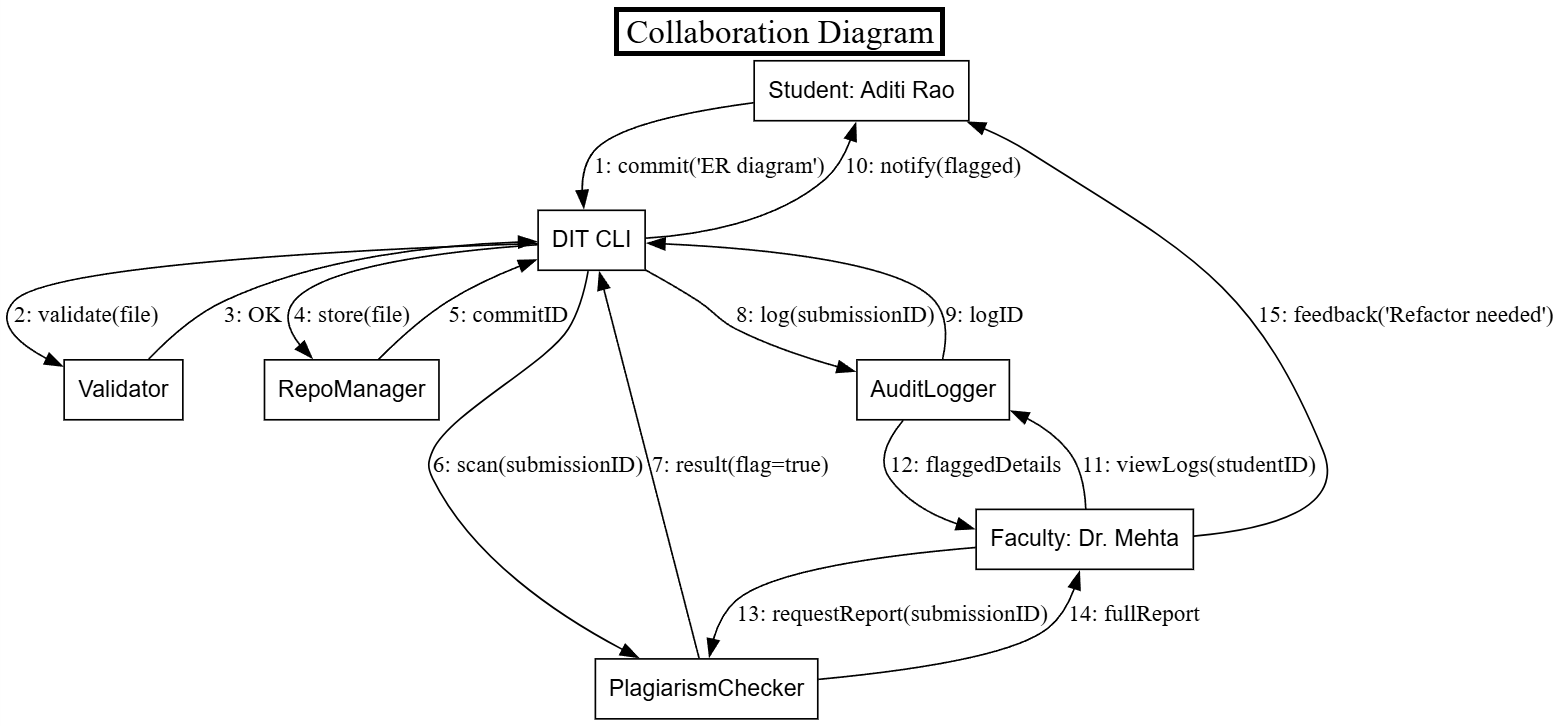 Collaboration Diagram
Student: Aditi Rao
1: commit('ER diagram')
10: notify(flagged)
DIT CLI
2: validate(file)
3: OK
4: store(file)
5: commitID
8: log(submissionID)
9: logID
15: feedback('Refactor needed')
Validator
RepoManager
AuditLogger
6: scan(submissionID)
7: result(flag=true)
12: flaggedDetails
11: viewLogs(studentID)
Faculty: Dr. Mehta
13: requestReport(submissionID)
14: fullReport
PlagiarismChecker